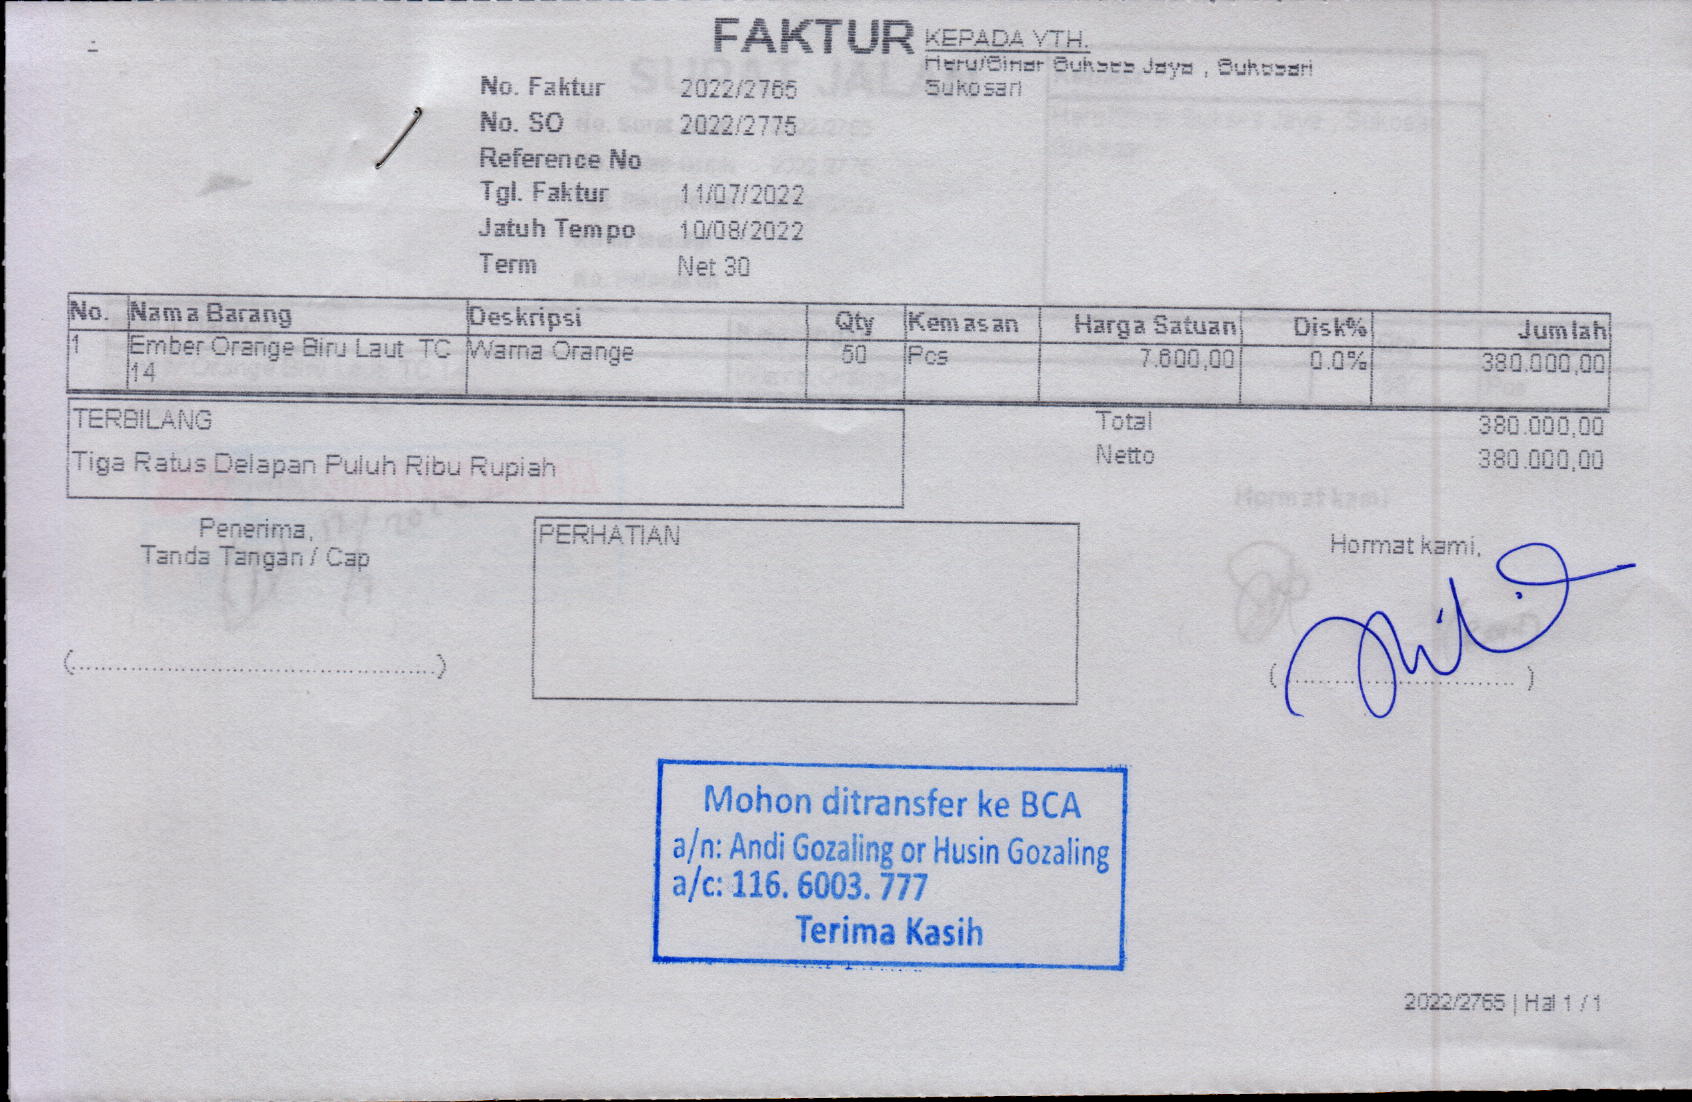 FAKTUR
KEPADA YTH.
Heru/Sinar Sukses Jaya , Sukosari
Sukosari
No. Faktur 2022/2765
No. SO 2022/2775
Reference No
Tgl. Faktur 11/07/2022
Jatuh Tempo 10/08/2022
Term Net 30
No. Nama Barang Deskripsi Qty Kemasan Harga Satuan Disk% Jumlah
1 Ember Orange Biru Laut TC Warna Orange 50 Pcs 7.600,00 0.0% 380.000,00
14
TERBILANG
Tiga Ratus Delapan Puluh Ribu Rupiah
Total 380.000,00
Netto 380.000,00
Penerima,
Tanda Tangan / Cap
PERHATIAN
Hormat kami,
(............................................)
(............................ )
Mohon ditransfer ke BCA
a/n: Andi Gozaling or Husin Gozaling
a/c: 116. 6003. 777
Terima Kasih
2022/2765 | Hal 1 / 1